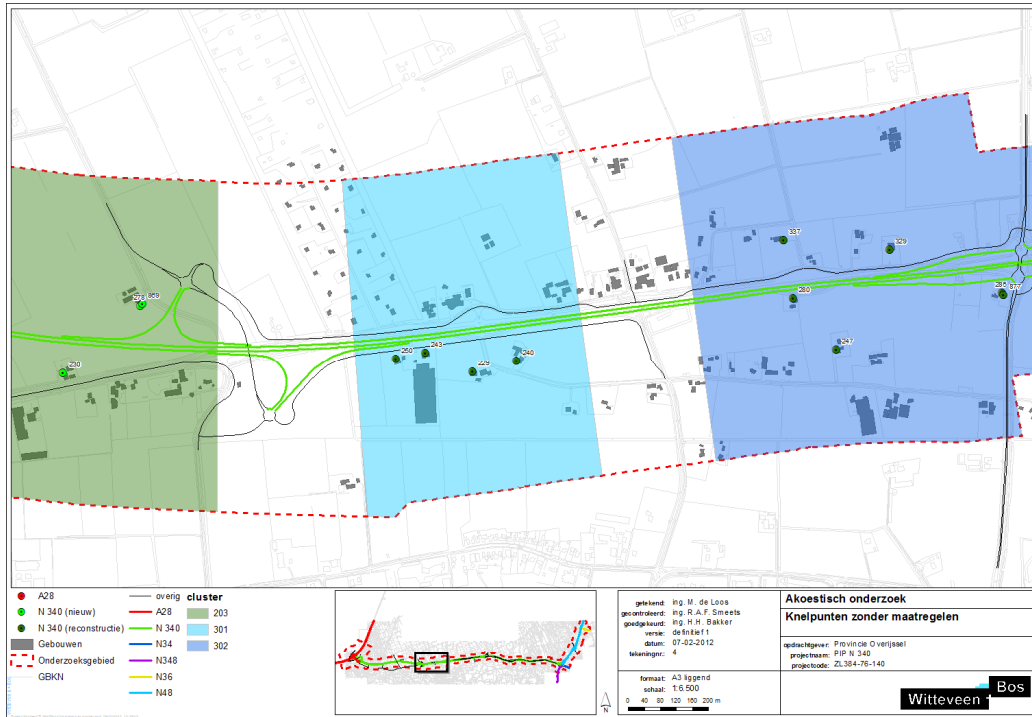 337
329
278 869
280
286 877
243
250
240
247
230
229
A28
N 340 (nieuw)
N 340 (reconstructie)
Gebouwen
Onderzoeksgebied
GBKN
overig
A28
N 340
N34
N348
N36
N48
cluster
203
301
302
N
getekend: ing. M. de Loos
gecontroleerd: ing. R.A.F. Smeets
goedgekeurd: ing. H.H. Bakker
versie: definitief 1
datum: 07-02-2012
tekeningnr.: 4
formaat: A3 liggend
schaal: 1:6.500
0 40 80 120 160 200 m
Akoestisch onderzoek
Knelpunten zonder maatregelen
opdrachtgever: Provincie Overijssel
projectnaam: PIP N 340
projectcode: ZL384-76-140
Witteveen + Bos